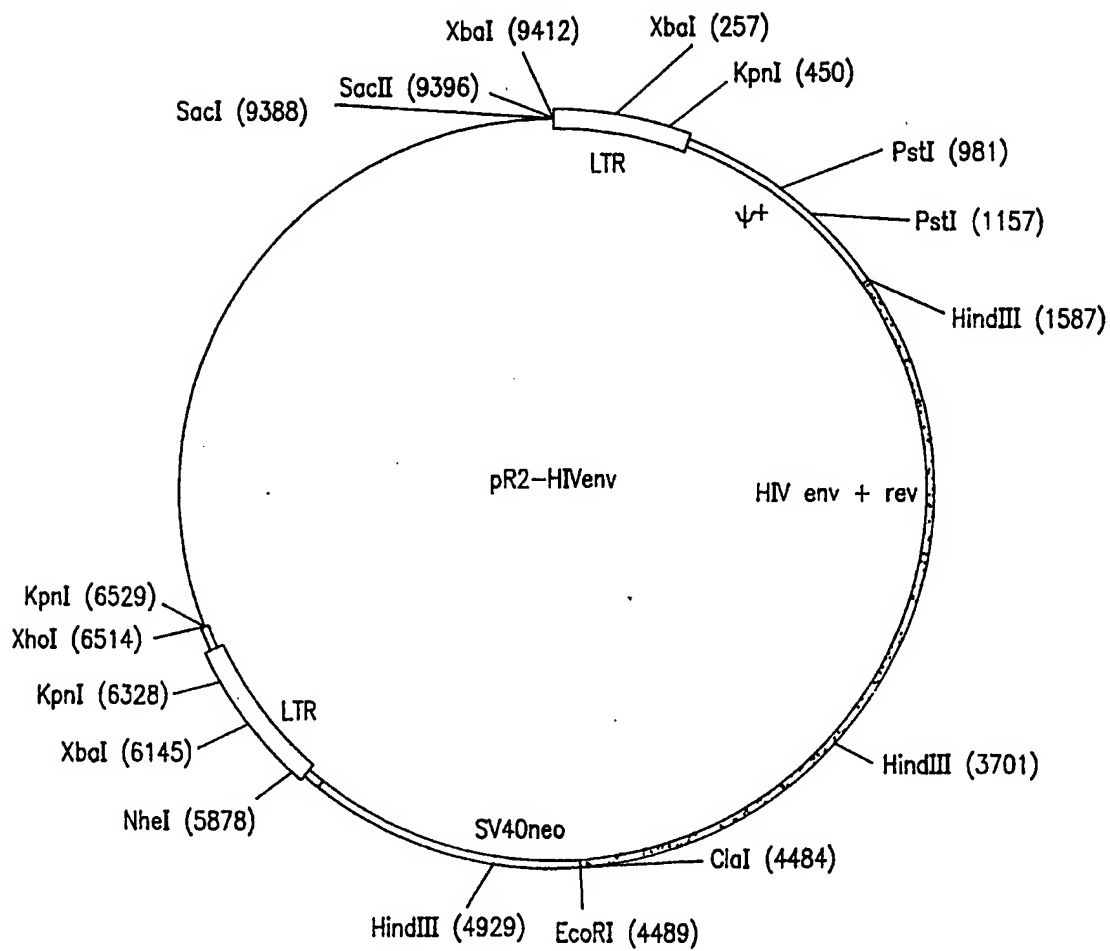 XbaI (9412)
XbaI (257)
KpnI (450)
SacII (9396)
SacI (9388)
LTR
PstI (981)
ψ+
PstI (1157)
HindIII (1587)
pR2-HIVenv
HIV env + rev
KpnI (6529)
XhoI (6514)
KpnI (6328)
LTR
XbaI (6145)
HindIII (3701)
NheI (5878)
SV40neo
ClaI (4484)
HindIII (4929)
EcoRI (4489)